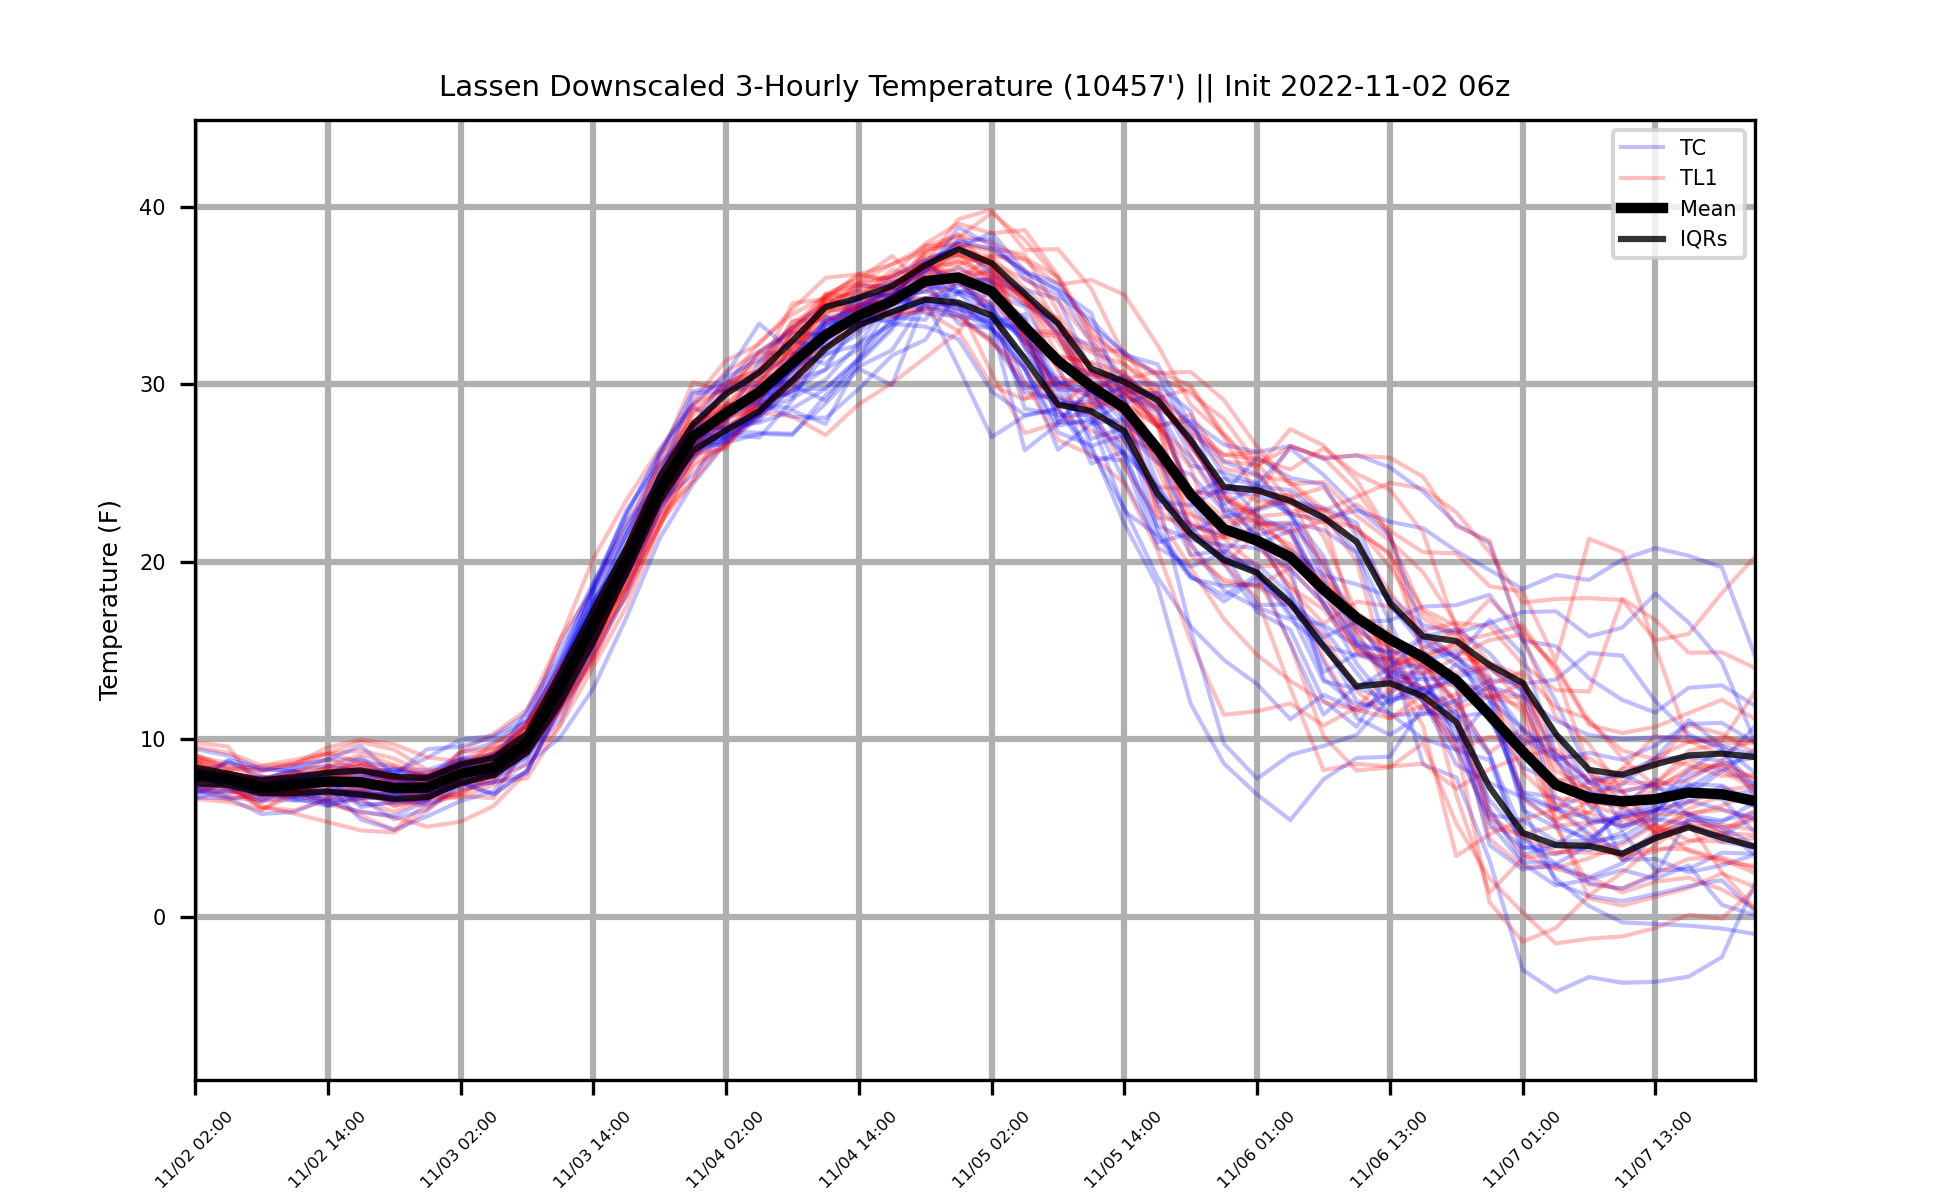 Lassen Downscaled 3-Hourly Temperature (10457') || Init 2022-11-02 06z
TC
TL1
Mean
IQRs
Temperature (F)
40
30
20
10
0
11/02 02:00
11/02 14:00
11/03 02:00
11/03 14:00
11/04 02:00
11/04 14:00
11/05 02:00
11/05 14:00
11/06 01:00
11/06 13:00
11/07 01:00
11/07 13:00